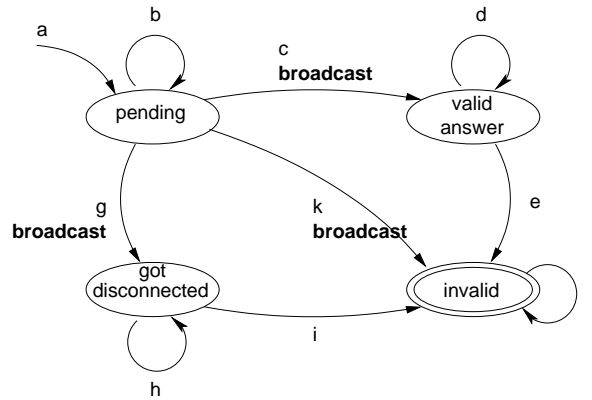 b
d
a
c
broadcast
pending
valid
answer
g
broadcast
k
broadcast
e
got
disconnected
invalid
i
h